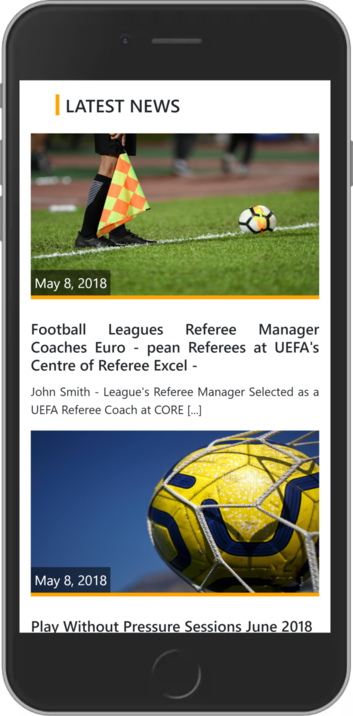 LATEST NEWS
May 8, 2018
Football Leagues Referee Manager
Coaches Euro - pean Referees at UEFA's
Centre of Referee Excel -
John Smith - League's Referee Manager Selected as a
UEFA Referee Coach at CORE [...]
May 8, 2018
Play Without Pressure Sessions June 2018